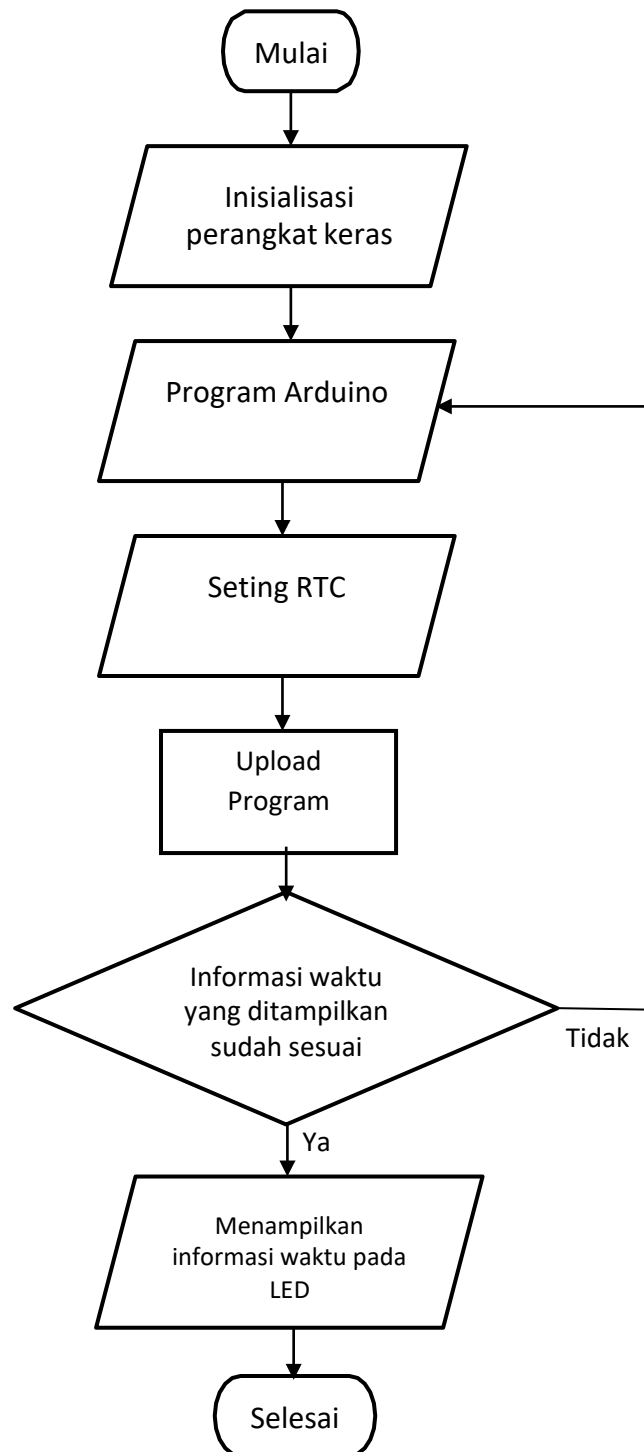 Mulai
Inisialisasi
perangkat keras
Program Arduino
Seting RTC
Upload
Program
Informasi waktu
yang ditampilkan
sudah sesuai
Tidak
Ya
Menampilkan
informasi waktu pada
LED
Selesai